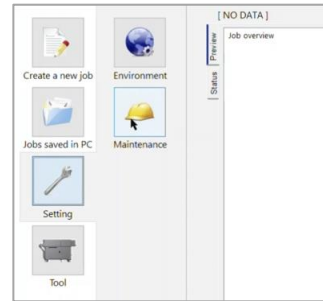 [ NO DATA ]
Preview
Job overview
Status
Create a new job
Environment
Jobs saved in PC
Maintenance
Setting
Tool